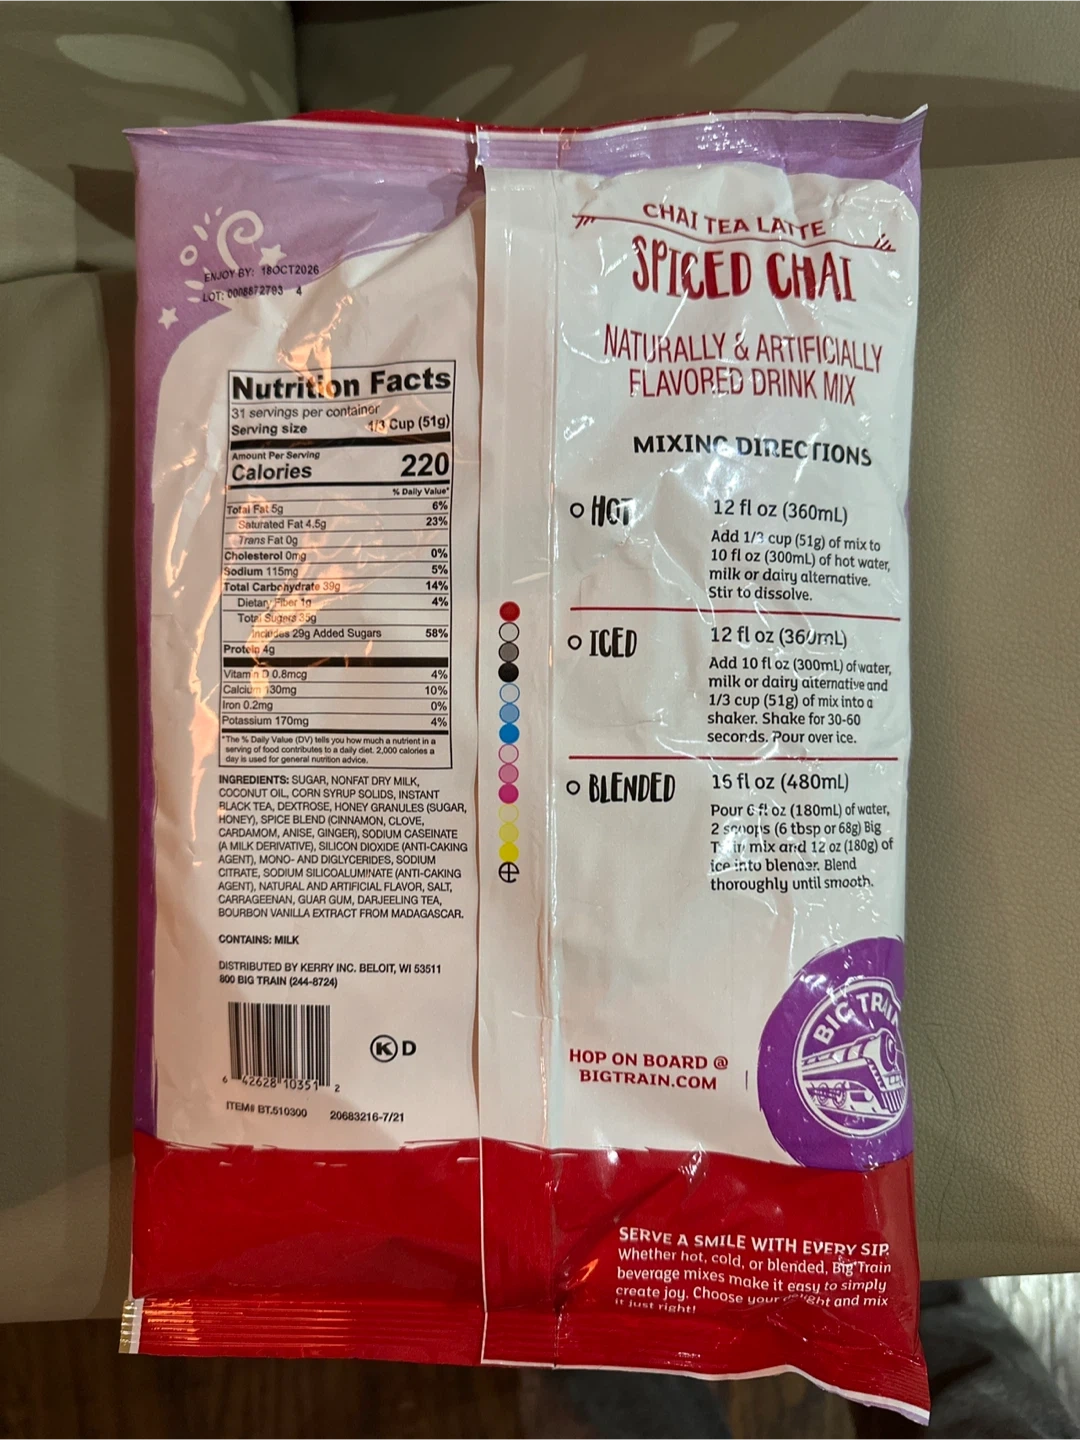 ENJOY BY: 18OCT2026
LOT: 0008872793 4
Nutrition Facts
31 servings per container
Serving size 1/3 Cup (51g)
Amount Per Serving
Calories 220
% Daily Value*
Total Fat 5g 6%
Saturated Fat 4.5g 23%
Trans Fat 0g
Cholesterol 0mg 0%
Sodium 115mg 5%
Total Carbohydrate 39g 14%
Dietary Fiber 1g 4%
Total Sugars 35g
Includes 29g Added Sugars 58%
Protein 4g
Vitamin D 0.8mcg 4%
Calcium 130mg 10%
Iron 0.2mg 0%
Potassium 170mg 4%
*The % Daily Value (DV) tells you how much a nutrient in a
serving of food contributes to a daily diet. 2,000 calories a
day is used for general nutrition advice.
INGREDIENTS: SUGAR, NONFAT DRY MILK,
COCONUT OIL, CORN SYRUP SOLIDS, INSTANT
BLACK TEA, DEXTROSE, HONEY GRANULES (SUGAR,
HONEY), SPICE BLEND (CINNAMON, CLOVE,
CARDAMOM, ANISE, GINGER), SODIUM CASEINATE
(A MILK DERIVATIVE), SILICON DIOXIDE (ANTI-CAKING
AGENT), MONO- AND DIGLYCERIDES, SODIUM
CITRATE, SODIUM SILICOALUMINATE (ANTI-CAKING
AGENT), NATURAL AND ARTIFICIAL FLAVOR, SALT,
CARRAGEENAN, GUAR GUM, DARJEELING TEA,
BOURBON VANILLA EXTRACT FROM MADAGASCAR.
CONTAINS: MILK
DISTRIBUTED BY KERRY INC. BELOIT, WI 53511
800 BIG TRAIN (244-8724)
K D
6 42628 10351 2
ITEM# BT.510300 20683216-7/21
CHAI TEA LATTE
SPICED CHAI
NATURALLY & ARTIFICIALLY
FLAVORED DRINK MIX
MIXING DIRECTIONS
HOT 12 fl oz (360mL)
Add 1/3 cup (51g) of mix to
10 fl oz (300mL) of hot water,
milk or dairy alternative.
Stir to dissolve.
ICED 12 fl oz (360mL)
Add 10 fl oz (300mL) of water,
milk or dairy alternative and
1/3 cup (51g) of mix into a
shaker. Shake for 30-60
seconds. Pour over ice.
BLENDED 15 fl oz (480mL)
Pour 6 fl oz (180mL) of water,
2 scoops (6 tbsp or 68g) Big
Train mix and 12 oz (180g) of
ice into blender. Blend
thoroughly until smooth.
BIG TRAIN
HOP ON BOARD @
BIGTRAIN.COM
SERVE A SMILE WITH EVERY SIP.
Whether hot, cold, or blended, Big Train
beverage mixes make it easy to simply
create joy. Choose your delight and mix
it just right!